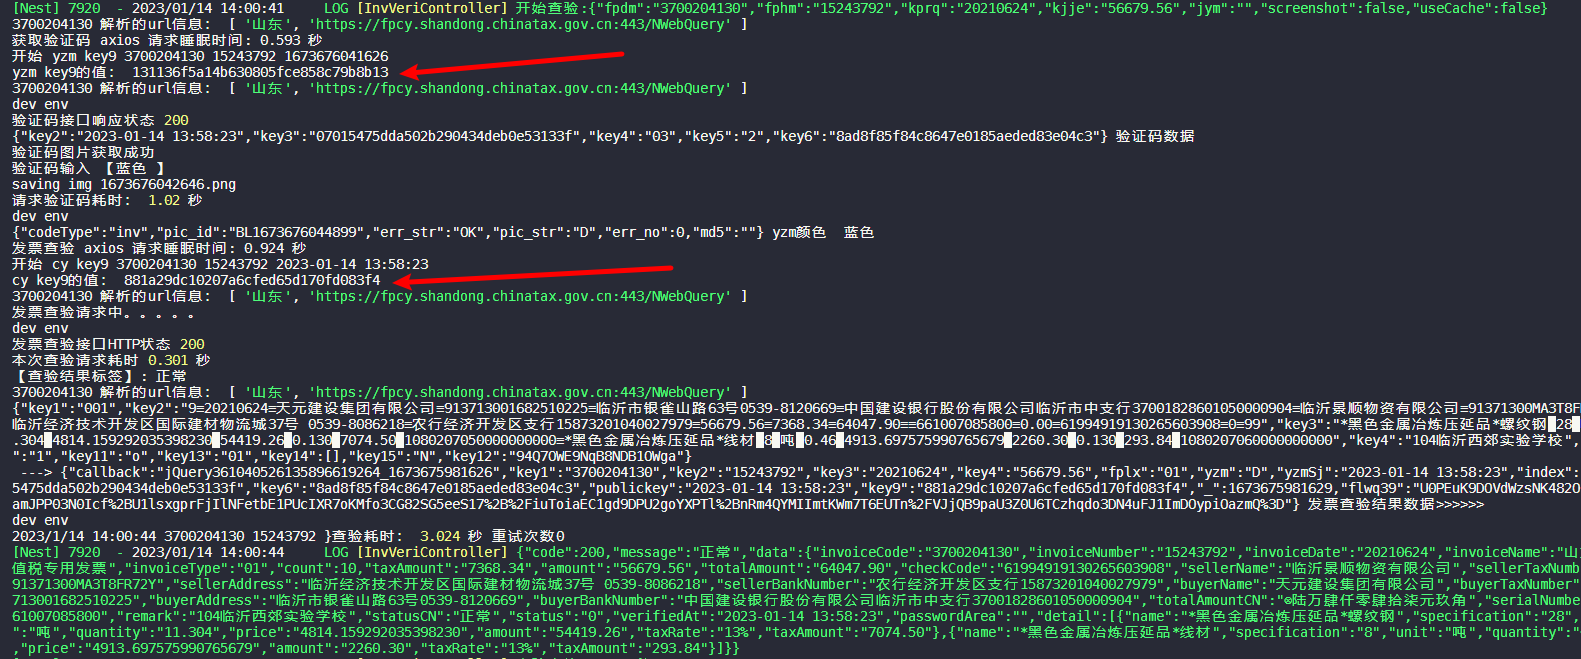 [Nest] 7920  - 2023/01/14 14:00:41     LOG [InvVeriController] 开始查验:{"fpdm":"3700204130","fphm":"15243792","kprq":"20210624","kjje":"56679.56","jym":"","screenshot":false,"useCache":false}
3700204130 解析的url信息:  [ '山东', 'https://fpcy.shandong.chinatax.gov.cn:443/NWebQuery' ]
获取验证码 axios 请求睡眠时间: 0.593 秒
开始 yzm key9 3700204130 15243792 1673676041626
yzm key9的值:  131136f5a14b630805fce858c79b8b13
3700204130 解析的url信息:  [ '山东', 'https://fpcy.shandong.chinatax.gov.cn:443/NWebQuery' ]
dev env
验证码接口响应状态 200
{"key2":"2023-01-14 13:58:23","key3":"07015475dda502b290434deb0e53133f","key4":"03","key5":"2","key6":"8ad8f85f84c8647e0185aeded83e04c3"} 验证码数据
验证码图片获取成功
验证码输入 【蓝色 】
saving img 1673676042646.png
请求验证码耗时:  1.02 秒
dev env
{"codeType":"inv","pic_id":"BL1673676044899","err_str":"OK","pic_str":"D","err_no":0,"md5":""} yzm颜色  蓝色
发票查验 axios 请求睡眠时间: 0.924 秒
开始 cy key9 3700204130 15243792 2023-01-14 13:58:23
cy key9的值:  881a29dc10207a6cfed65d170fd083f4
3700204130 解析的url信息:  [ '山东', 'https://fpcy.shandong.chinatax.gov.cn:443/NWebQuery' ]
发票查验请求中。。。。。
dev env
发票查验接口HTTP状态 200
本次查验请求耗时 0.301 秒
【查验结果标签】: 正常
3700204130 解析的url信息:  [ '山东', 'https://fpcy.shandong.chinatax.gov.cn:443/NWebQuery' ]
{"key1":"001","key2":"9≡20210624≡天元建设集团有限公司≡913713001682510225≡临沂市银雀山路63号0539-8120669≡中国建设银行股份有限公司临沂市中支行37001828601050000904≡临沂景顺物资有限公司≡91371300MA3T8F
临沂经济技术开发区国际建材物流城37号 0539-8086218≡农行经济开发区支行15873201040027979≡56679.56≡7368.34≡64047.90≡≡661007085800≡0≡61994919130265603908≡0≡99","key3":"*黑色金属冶炼压延品*螺纹钢█28
.304█4814.159292035398230█54419.26█0.130█7074.50█1080207050000000000≡*黑色金属冶炼压延品*线材█8█吨█0.46█4913.697575990765679█2260.30█0.130█293.84█1080207060000000000","key4":"104临沂西郊实验学校",
":"1","key11":"o","key13":"01","key14":[],"key15":"N","key12":"94Q7OWE9NqB8NDB1OWga"}
---> {"callback":"jQuery361040526135896619264_1673675981626","key1":"3700204130","key2":"15243792","key3":"20210624","key4":"56679.56","fplx":"01","yzm":"D","yzmSj":"2023-01-14 13:58:23","index":
5475dda502b290434deb0e53133f","key6":"8ad8f85f84c8647e0185aeded83e04c3","publickey":"2023-01-14 13:58:23","key9":"881a29dc10207a6cfed65d170fd083f4","_":1673675981629,"flwq39":"U0PEuK9DOVdWzsNK482O
amJPP03N0Icf%2BU1lsxgprFjIlNFetbE1PUcIXR7oKMfo3CG82SG5eeS17%2B%2FiuToiaEC1gd9DPU2goYXPTl%2BnRm4QYMIImtKWm7T6EUTn%2FVJjQB9paU3Z0U6TCzhqdo3DN4uFJ1ImDOypiOazmQ%3D"} 发票查验结果数据>>>>>>
dev env
2023/1/14 14:00:44 3700204130 15243792 }查验耗时:  3.024 秒 重试次数0
[Nest] 7920  - 2023/01/14 14:00:44     LOG [InvVeriController] {"code":200,"message":"正常","data":{"invoiceCode":"3700204130","invoiceNumber":"15243792","invoiceDate":"20210624","invoiceName":"山
值税专用发票","invoiceType":"01","count":10,"taxAmount":"7368.34","amount":"56679.56","totalAmount":"64047.90","checkCode":"61994919130265603908","sellerName":"临沂景顺物资有限公司","sellerTaxNumb
91371300MA3T8FR72Y","sellerAddress":"临沂经济技术开发区国际建材物流城37号 0539-8086218","sellerBankNumber":"农行经济开发区支行15873201040027979","buyerName":"天元建设集团有限公司","buyerTaxNumber":
713001682510225","buyerAddress":"临沂市银雀山路63号0539-8120669","buyerBankNumber":"中国建设银行股份有限公司临沂市中支行37001828601050000904","totalAmountCN":"⊗陆万肆仟零肆拾柒元玖角","serialNumbe
61007085800","remark":"104临沂西郊实验学校","statusCN":"正常","status":"0","verifiedAt":"2023-01-14 13:58:23","passwordArea":"","detail":[{"name":"*黑色金属冶炼压延品*螺纹钢","specification":"28",
":"吨","quantity":"11.304","price":"4814.159292035398230","amount":"54419.26","taxRate":"13%","taxAmount":"7074.50"},{"name":"*黑色金属冶炼压延品*线材","specification":"8","unit":"吨","quantity":"
,"price":"4913.697575990765679","amount":"2260.30","taxRate":"13%","taxAmount":"293.84"}]}}